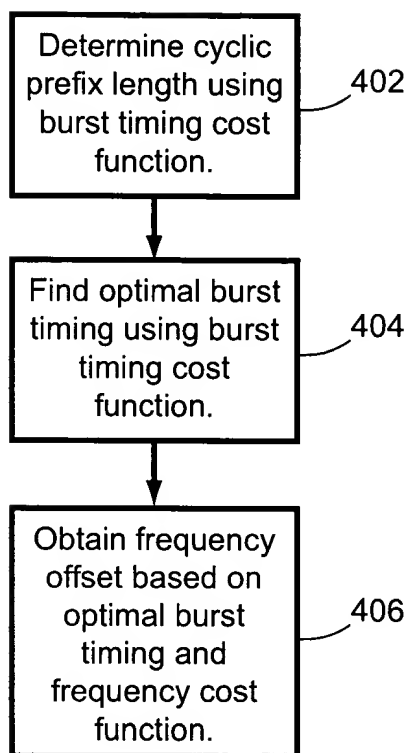 Determine cyclic
prefix length using
burst timing cost
function.
402
Find optimal burst
timing using burst
timing cost
function.
404
Obtain frequency
offset based on
optimal burst
timing and
frequency cost
function.
406